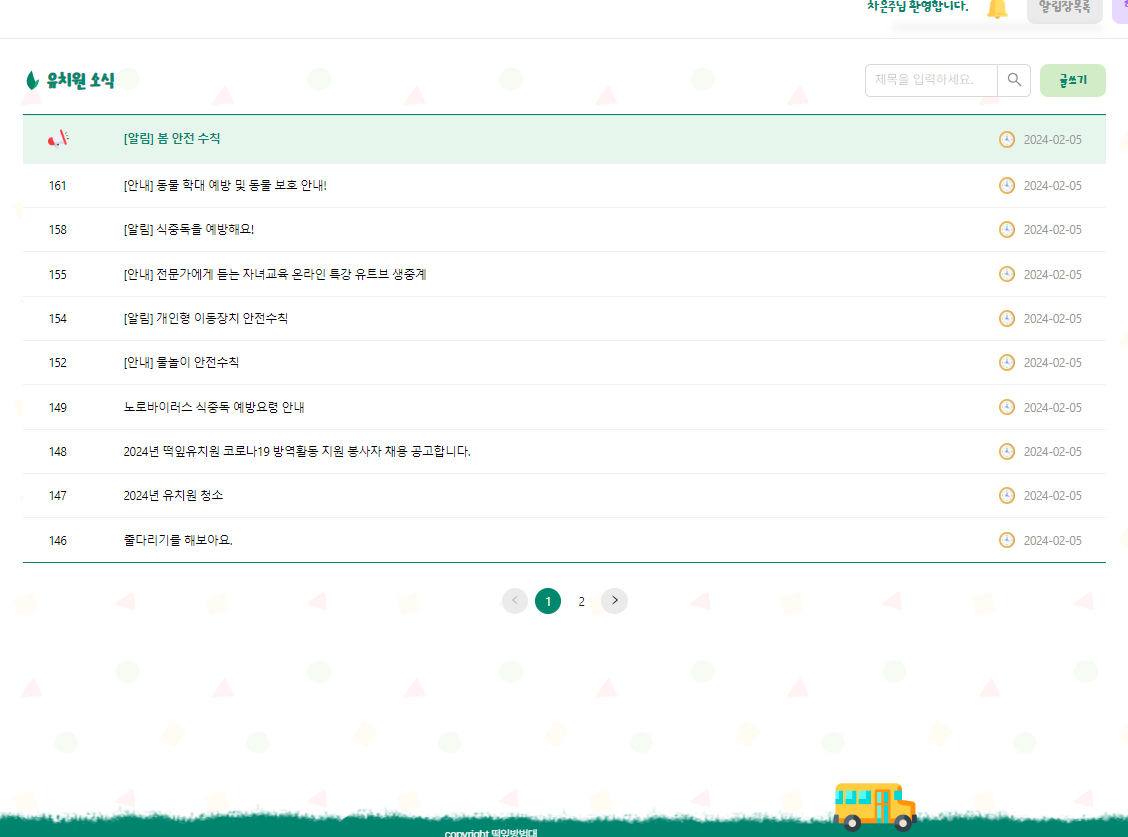 차은주님 환영합니다.
알림장목록
유치원 소식
제목을 입력하세요.
글쓰기
[알림] 봄 안전 수칙 2024-02-05
161 [안내] 동물 학대 예방 및 동물 보호 안내! 2024-02-05
158 [알림] 식중독을 예방해요! 2024-02-05
155 [안내] 전문가에게 듣는 자녀교육 온라인 특강 유트브 생중계 2024-02-05
154 [알림] 개인형 이동장치 안전수칙 2024-02-05
152 [안내] 물놀이 안전수칙 2024-02-05
149 노로바이러스 식중독 예방요령 안내 2024-02-05
148 2024년 떡잎유치원 코로나19 방역활동 지원 봉사자 채용 공고합니다. 2024-02-05
147 2024년 유치원 청소 2024-02-05
146 줄다리기를 해보아요. 2024-02-05
< 1 2 >
copyright 떡잎방범대